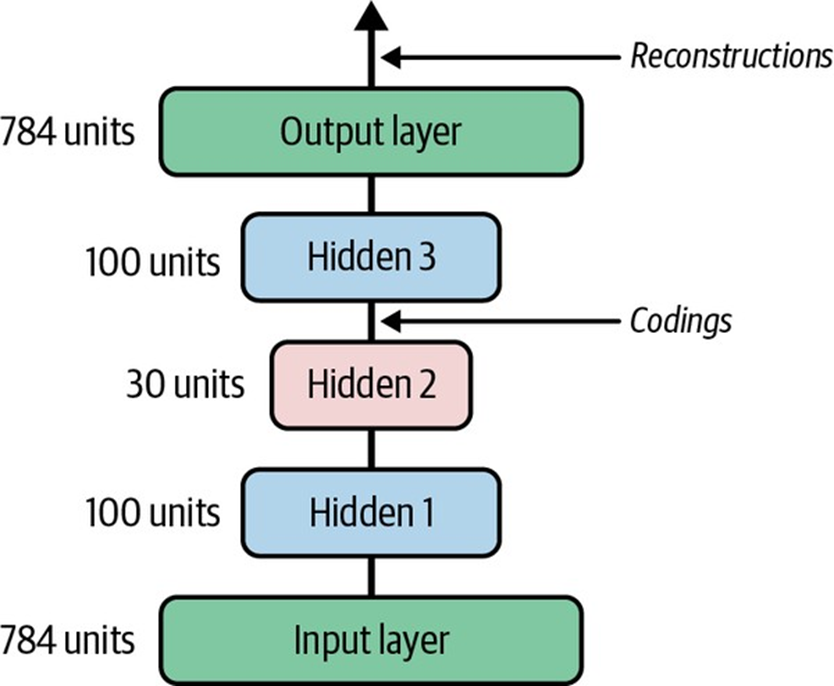 Reconstructions
784 units
Output layer
100 units
Hidden 3
Codings
30 units
Hidden 2
100 units
Hidden 1
784 units
Input layer